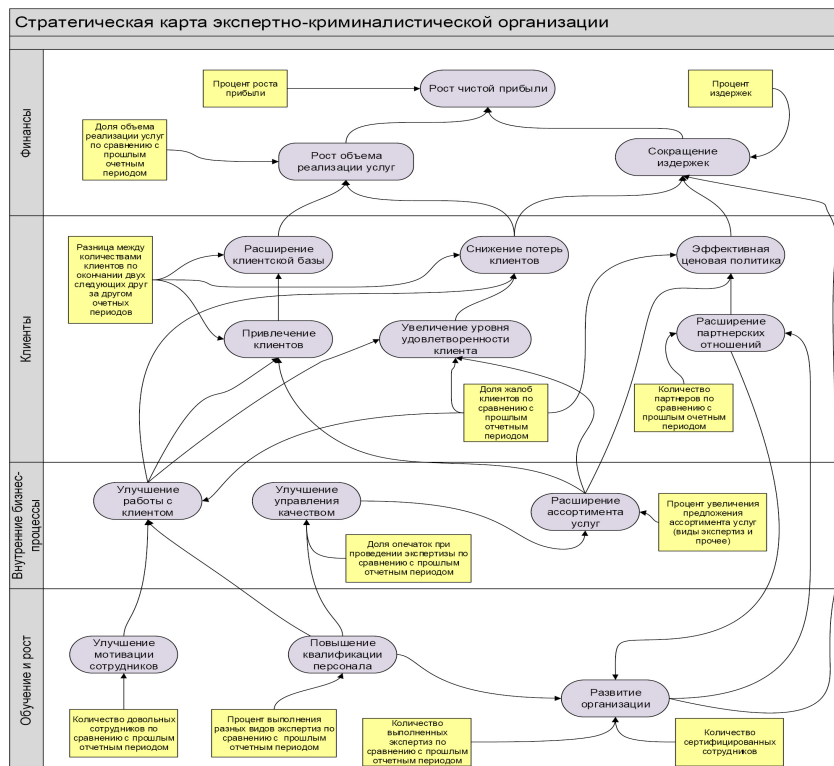 Стратегическая карта экспертно-криминалистической организации
Финансы
Процент роста
прибыли
Рост чистой прибыли
Процент
издержек
Доля объема
реализации услуг
по сравнению с
прошлым
очетным
периодом
Рост объема
реализации услуг
Сокращение
издержек
Клиенты
Разница между
количествами
клиентов по
окончании двух
следующих друг
за другом
очетных
периодов
Расширение
клиентской базы
Снижение потерь
клиентов
Эффективная
ценовая политика
Привлечение
клиентов
Увеличение уровня
удовлетворенности
клиента
Расширение
партнерских
отношений
Доля жалоб
клиентов по
сравнению с
прошлым
отчетным
периодом
Количество
партнеров по
сравнению с
прошлым очетным
периодом
Внутренние бизнес-
процессы
Улучшение
работы с
клиентом
Улучшение
управления
качеством
Расширение
ассортимента
услуг
Процент увеличения
предложения
ассортимента услуг
(виды экспертиз и
прочее)
Доля опечаток при
проведении экспертизы по
сравнению с прошлым
отчетным периодом
Обучение и рост
Улучшение
мотивации
сотрудников
Повышение
квалификации
персонала
Развитие
организации
Количество довольных
сотрудников по
сравнению с прошлым
отчетным периодом
Процент выполнения
разных видов экспертиз по
сравнению с прошлым
отчетным периодом
Количество
выполненных
экспертиз по
сравнению с прошлым
отчетным периодом
Количество
сертифицированных
сотрудников